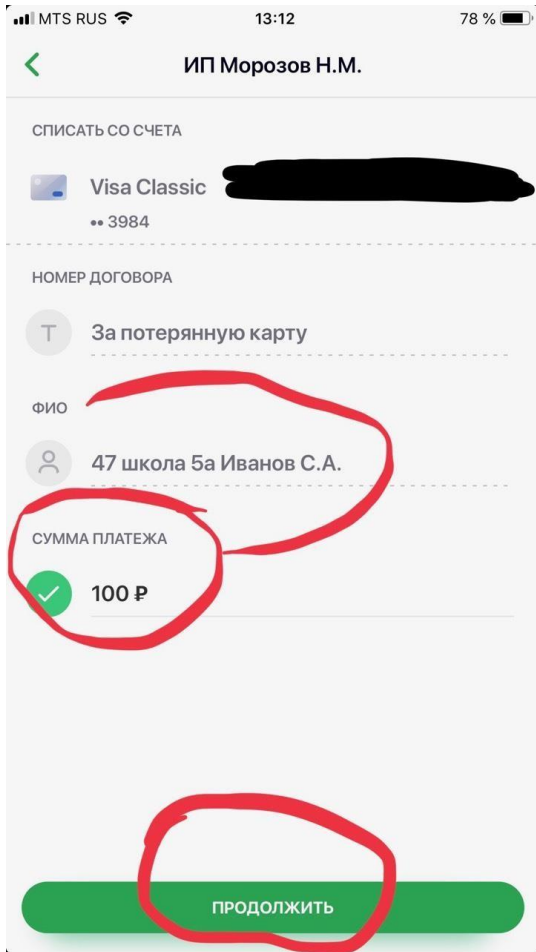 MTS RUS 13:12 78 %
ИП Морозов Н.М.
СПИСАТЬ СО СЧЕТА
Visa Classic
•• 3984
НОМЕР ДОГОВОРА
Т
За потерянную карту
ФИО
47 школа 5а Иванов С.А.
СУММА ПЛАТЕЖА
100 ₽
ПРОДОЛЖИТЬ